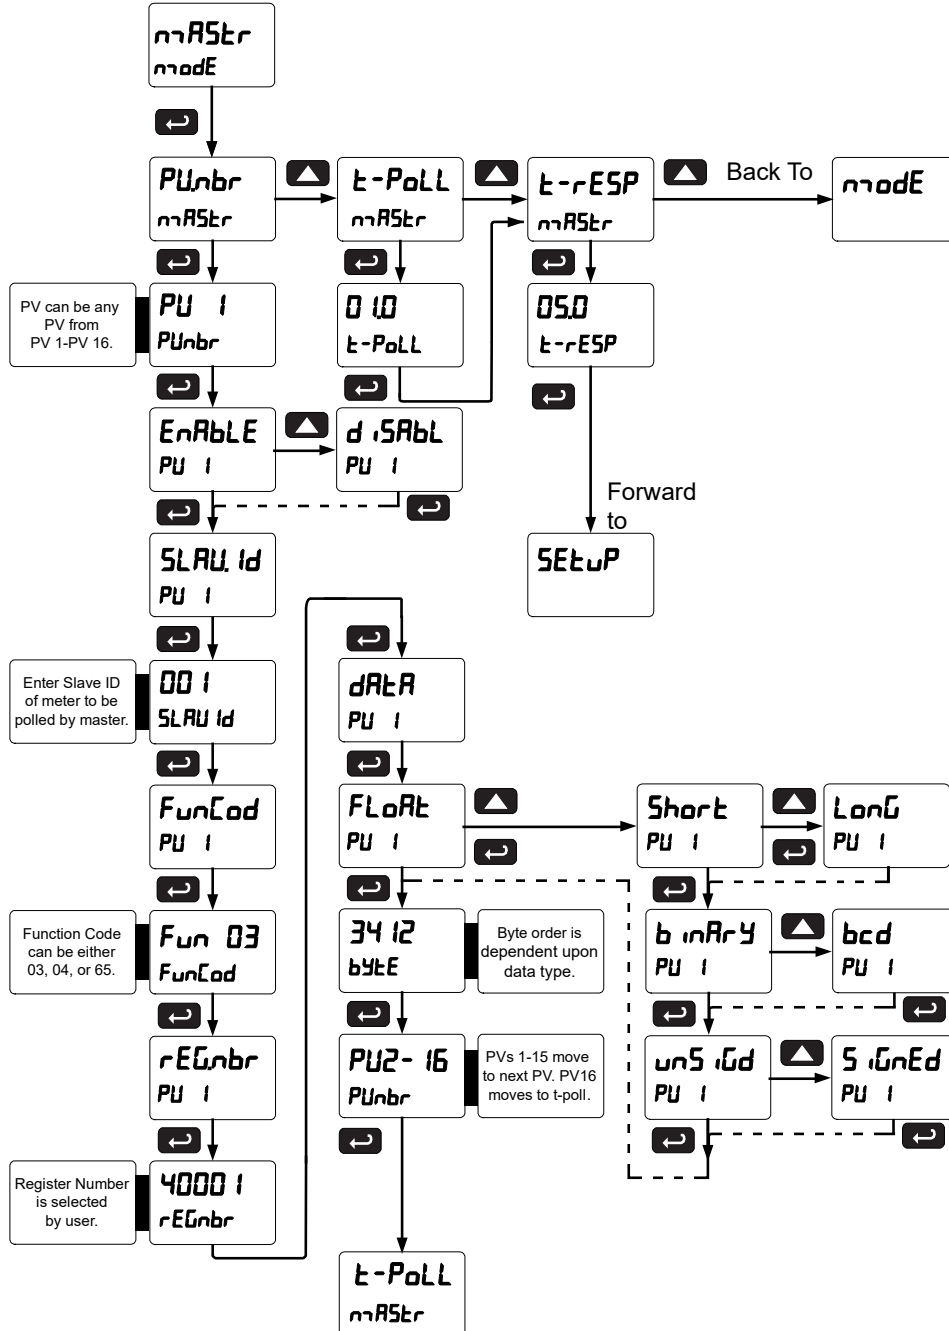 mAStr
modE
PV.nbr
mAStr
t-PoLL
mAStr
t-rESP
mAStr
Back To
modE
PV can be any
PV from
PV 1-PV 16.
PV 1
PVnbr
01.0
t-PoLL
05.0
t-rESP
EnAbLE
PV 1
diSAbL
PV 1
Forward
to
SLAV.Id
PV 1
SEtuP
Enter Slave ID
of meter to be
polled by master.
001
SLAVId
dAtA
PV 1
FunCod
PV 1
FLoAt
PV 1
Short
PV 1
LonG
PV 1
Function Code
can be either
03, 04, or 65.
Fun 03
FunCod
3412
bytE
Byte order is
dependent upon
data type.
binArY
PV 1
bcd
PV 1
rEG.nbr
PV 1
PV2-16
PVnbr
PVs 1-15 move
to next PV. PV16
moves to t-poll.
unSiGd
PV 1
SiGnEd
PV 1
Register Number
is selected
by user.
40001
rEGnbr
t-PoLL
mAStr